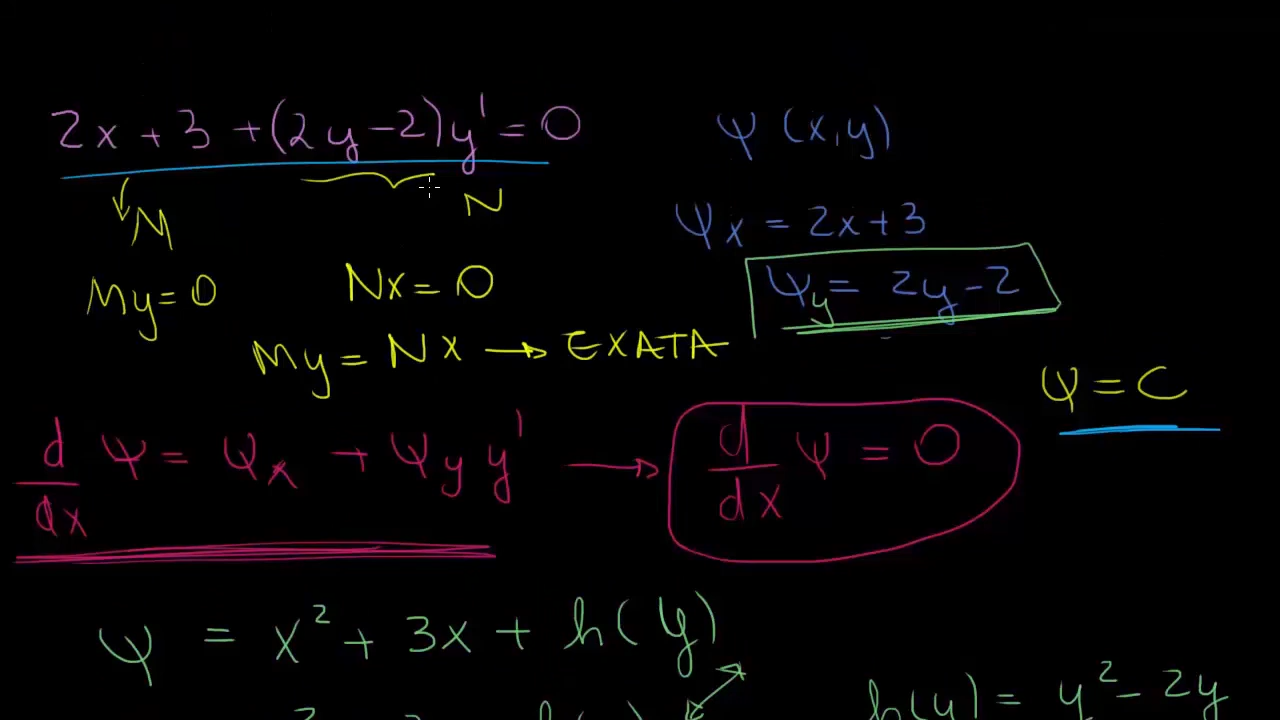 2x + 3 + (2y - 2)y' = 0
M N
My = 0 Nx = 0
My = Nx → EXATA
ψ (x,y)
ψx = 2x + 3
ψy = 2y - 2
ψ = C
d/dx ψ = ψx + ψy y' → d/dx ψ = 0
ψ = x² + 3x + h(y)
h(y) = y² - 2y